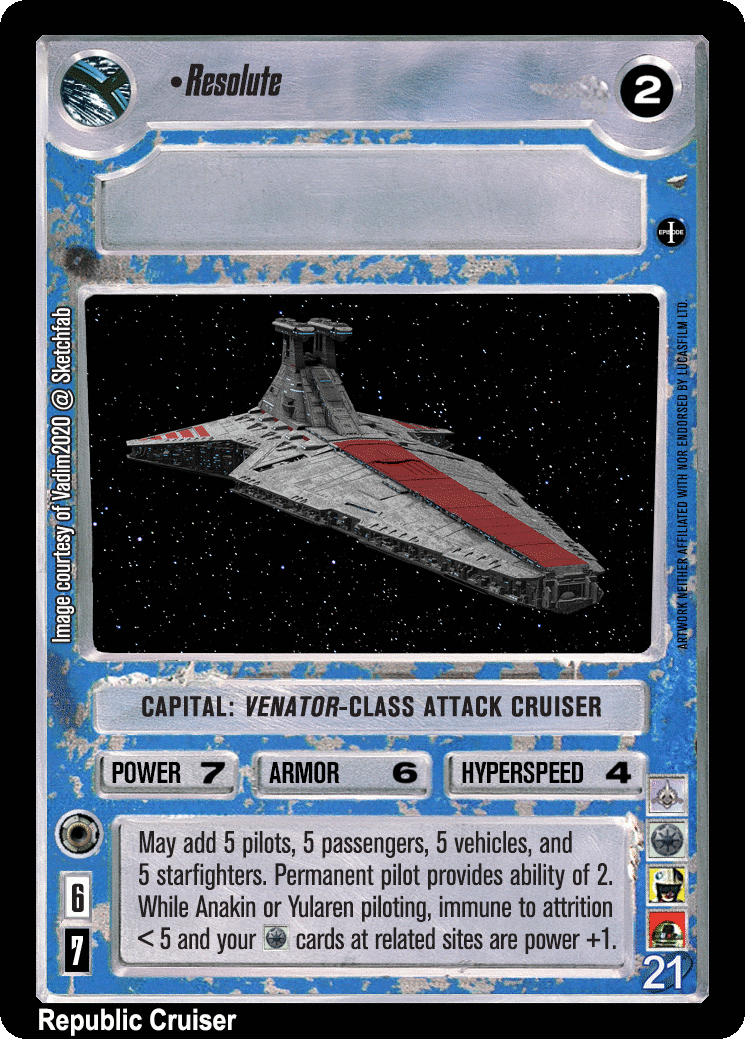 •Resolute
2
EPISODE
I
Image courtesy of Vadim2020 @ Sketchfab
ARTWORK NEITHER AFFILIATED WITH NOR ENDORSED BY LUCASFILM LTD.
CAPITAL: VENATOR-CLASS ATTACK CRUISER
POWER 7 ARMOR 6 HYPERSPEED 4
May add 5 pilots, 5 passengers, 5 vehicles, and
5 starfighters. Permanent pilot provides ability of 2.
While Anakin or Yularen piloting, immune to attrition
< 5 and your cards at related sites are power +1.
6
7
21
Republic Cruiser